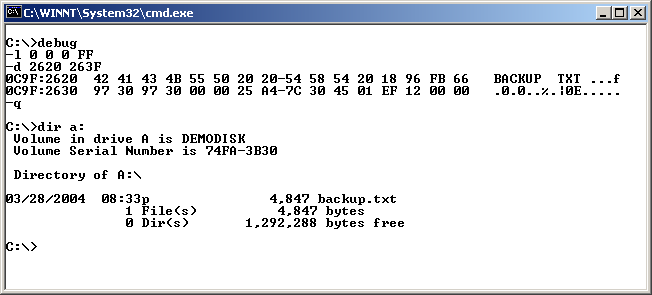 C:\WINNT\System32\cmd.exe
C:\>debug
-l 0 0 0 FF
-d 2620 263F
0C9F:2620  42 41 43 4B 55 50 20 20-54 58 54 20 18 96 FB 66   BACKUP  TXT ...f
0C9F:2630  97 30 97 30 00 00 25 A4-7C 30 45 01 EF 12 00 00   .0.0..%.|0E.....
-q
C:\>dir a:
 Volume in drive A is DEMODISK
 Volume Serial Number is 74FA-3B30
 Directory of A:\
03/28/2004  08:33p               4,847 backup.txt
               1 File(s)          4,847 bytes
               0 Dir(s)       1,292,288 bytes free
C:\>